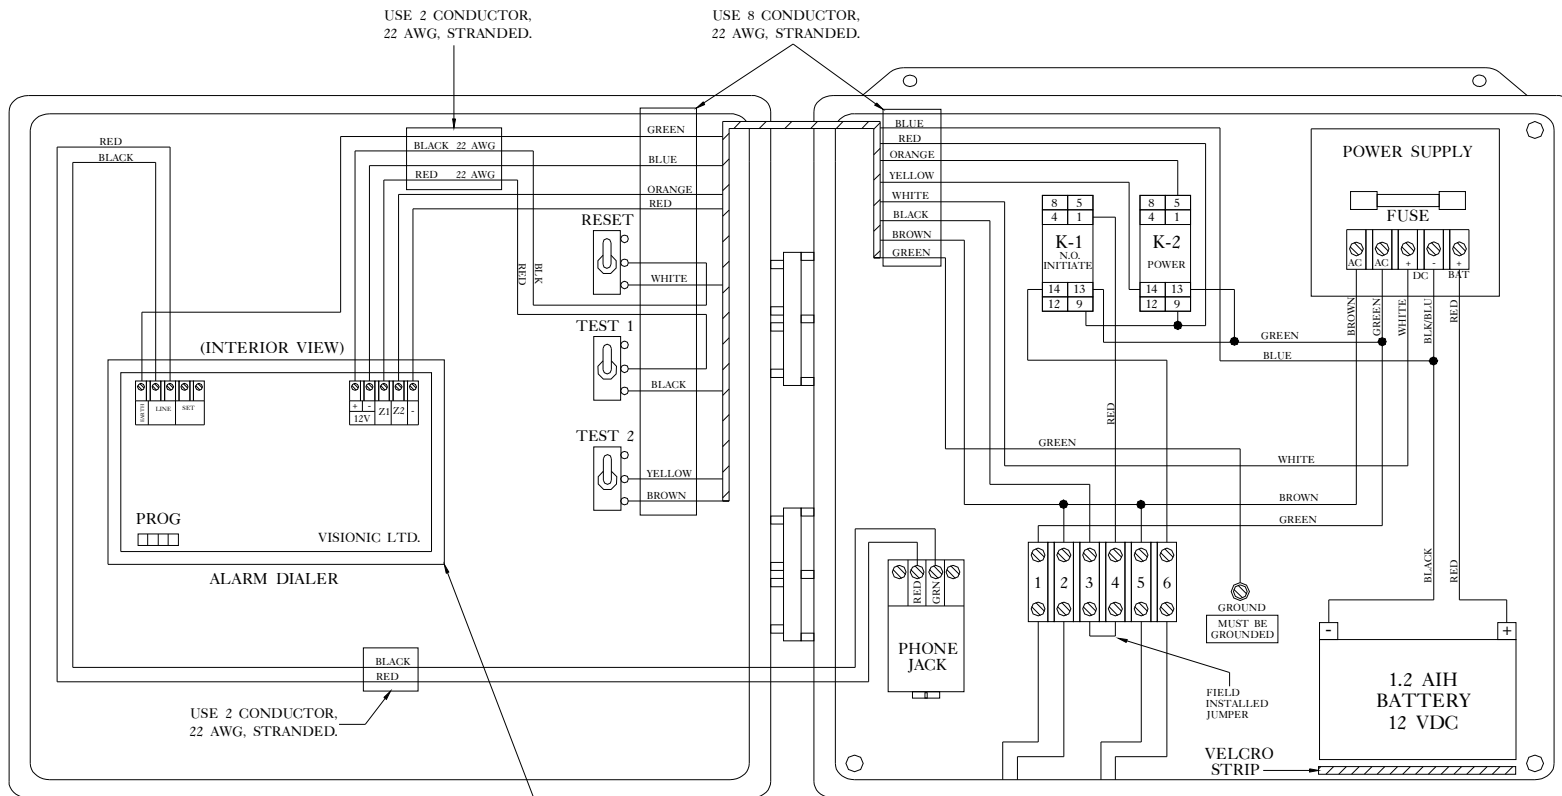 USE 2 CONDUCTOR,
22 AWG, STRANDED.
USE 8 CONDUCTOR,
22 AWG, STRANDED.
RED
BLACK
BLACK 22 AWG
RED 22 AWG
GREEN
BLUE
ORANGE
RED
RESET
WHITE
RED
BLK
TEST 1
BLACK
TEST 2
YELLOW
BROWN
(INTERIOR VIEW)
EARTH
LINE
SET
+ -
12V
Z1
Z2
-
PROG
VISIONIC LTD.
ALARM DIALER
BLACK
RED
USE 2 CONDUCTOR,
22 AWG, STRANDED.
BLUE
RED
ORANGE
YELLOW
WHITE
BLACK
BROWN
GREEN
8 5
4 1
K-1
N.O.
INITIATE
14 13
12 9
8 5
4 1
K-2
POWER
14 13
12 9
POWER SUPPLY
FUSE
AC
AC
+
-
+
DC
BAT
BROWN
GREEN
WHITE
BLK/BLU
RED
GREEN
BLUE
RED
GREEN
WHITE
BROWN
GREEN
BLACK
RED
1
2
3
4
5
6
GROUND
MUST BE
GROUNDED
RED
GRN
PHONE
JACK
FIELD
INSTALLED
JUMPER
- +
1.2 AIH
BATTERY
12 VDC
VELCRO
STRIP